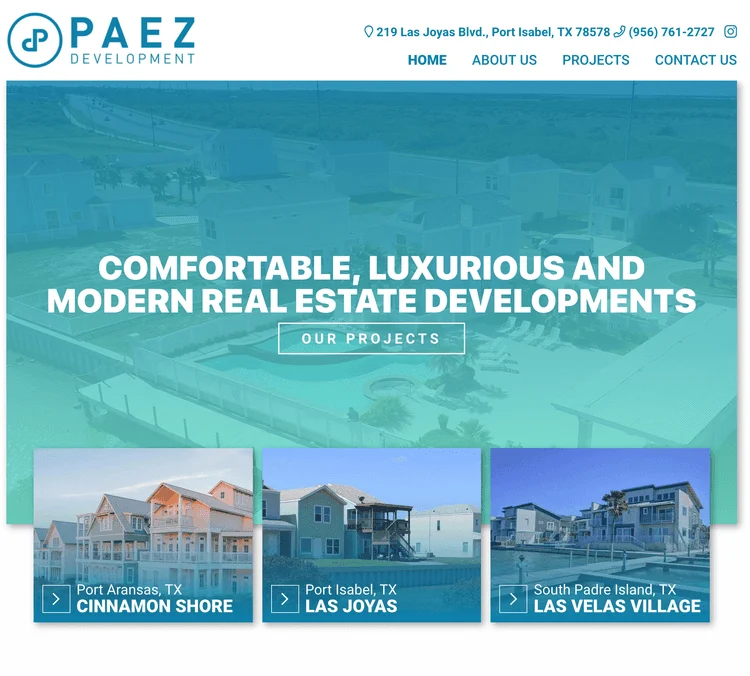 PAEZ
DEVELOPMENT
219 Las Joyas Blvd., Port Isabel, TX 78578 (956) 761-2727
HOME ABOUT US PROJECTS CONTACT US
COMFORTABLE, LUXURIOUS AND
MODERN REAL ESTATE DEVELOPMENTS
OUR PROJECTS
Port Aransas, TX
CINNAMON SHORE
Port Isabel, TX
LAS JOYAS
South Padre Island, TX
LAS VELAS VILLAGE